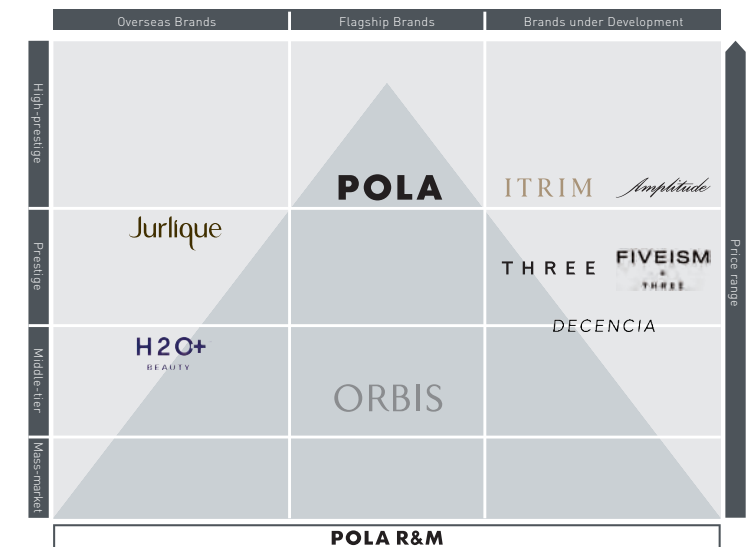 Overseas Brands
Flagship Brands
Brands under Development
High-prestige
POLA
ITRIM
Amplitude
Prestige
Jurlique
THREE
FIVEISM
×
THREE
Price range
DECENCIA
Middle-tier
H2O+
BEAUTY
ORBIS
Mass-market
POLA R&M